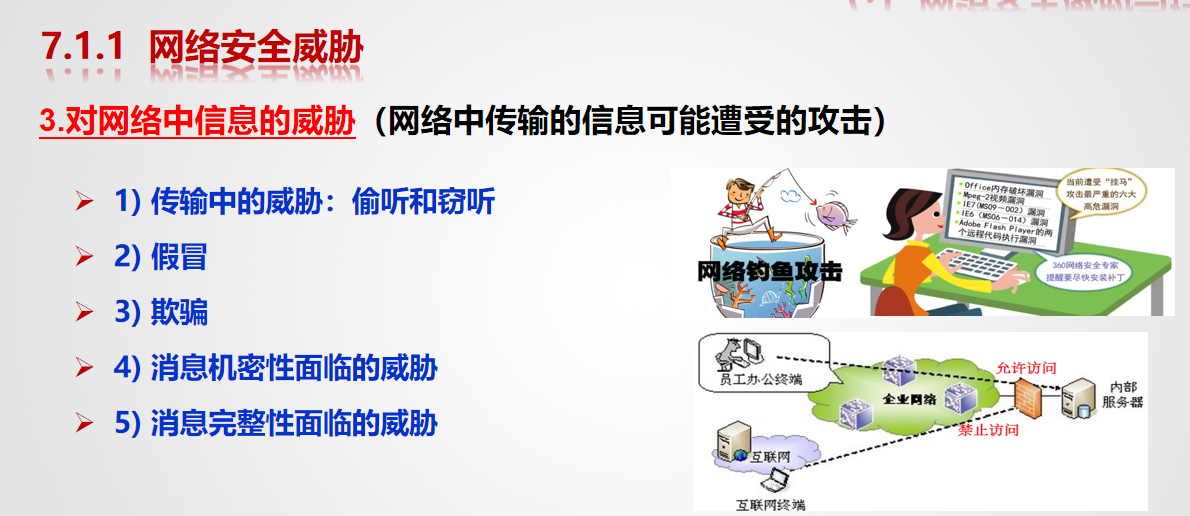 7.1.1 网络安全威胁
3.对网络中信息的威胁（网络中传输的信息可能遭受的攻击）
1) 传输中的威胁：偷听和窃听
2) 假冒
3) 欺骗
4) 消息机密性面临的威胁
5) 消息完整性面临的威胁
网络钓鱼攻击
Office内存破坏漏洞
Mpeg-2视频漏洞
IE7(MS09-002)漏洞
IE6（MS06-014）漏洞
Adobe Flash Player的两
个远程代码执行漏洞
当前遭受“挂马”
攻击最严重的六大
高危漏洞
360网络安全专家
提醒要尽快安装补丁
员工办公终端
企业网络
允许访问
内部
服务器
禁止访问
互联网
互联网终端